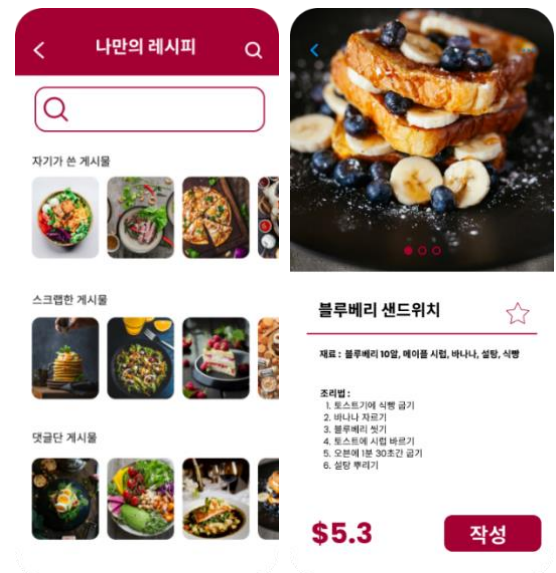 나만의 레시피
자기가 쓴 게시물
스크랩한 게시물
댓글단 게시물
블루베리 샌드위치
재료 : 블루베리 10알, 메이플 시럽, 바나나, 설탕, 식빵
조리법 :
1. 토스트기에 식빵 굽기
2. 바나나 자르기
3. 블루베리 씻기
4. 토스트에 시럽 바르기
5. 오븐에 1분 30초간 굽기
6. 설탕 뿌리기
$5.3
작성